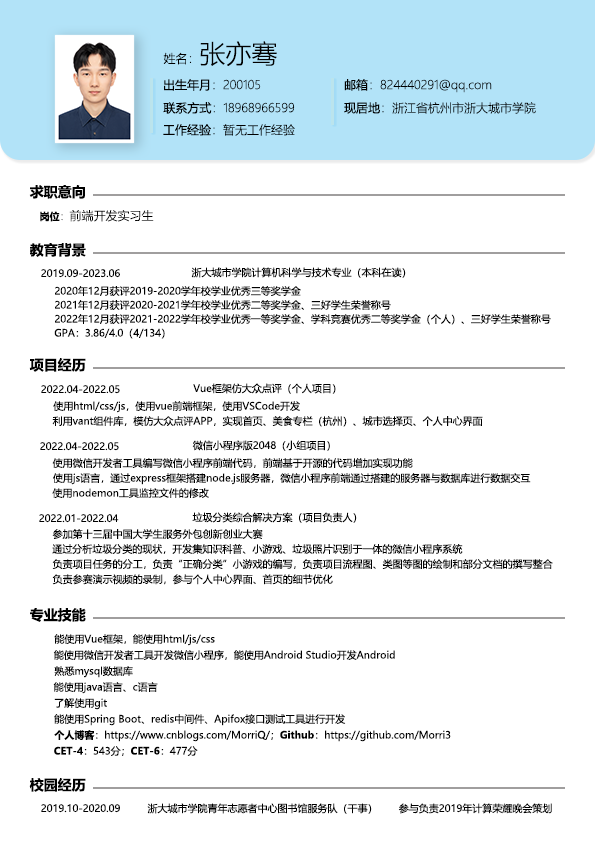 姓名：张亦骞
出生年月：200105 邮箱：824440291@qq.com
联系方式：18968966599 现居地：浙江省杭州市浙大城市学院
工作经验：暂无工作经验
求职意向
岗位：前端开发实习生
教育背景
2019.09-2023.06 浙大城市学院计算机科学与技术专业（本科在读）
2020年12月获评2019-2020学年校学业优秀三等奖学金
2021年12月获评2020-2021学年校学业优秀二等奖学金、三好学生荣誉称号
2022年12月获评2021-2022学年校学业优秀一等奖学金、学科竞赛优秀二等奖学金（个人）、三好学生荣誉称号
GPA：3.86/4.0（4/134）
项目经历
2022.04-2022.05 Vue框架仿大众点评（个人项目）
使用html/css/js，使用vue前端框架，使用VSCode开发
利用vant组件库，模仿大众点评APP，实现首页、美食专栏（杭州）、城市选择页、个人中心界面
2022.04-2022.05 微信小程序版2048（小组项目）
使用微信开发者工具编写微信小程序前端代码，前端基于开源的代码增加实现功能
使用js语言，通过express框架搭建node.js服务器，微信小程序前端通过搭建的服务器与数据库进行数据交互
使用nodemon工具监控文件的修改
2022.01-2022.04 垃圾分类综合解决方案（项目负责人）
参加第十三届中国大学生服务外包创新创业大赛
通过分析垃圾分类的现状，开发集知识科普、小游戏、垃圾照片识别于一体的微信小程序系统
负责项目任务的分工，负责“正确分类”小游戏的编写，负责项目流程图、类图等图的绘制和部分文档的撰写整合
负责参赛演示视频的录制，参与个人中心界面、首页的细节优化
专业技能
能使用Vue框架，能使用html/js/css
能使用微信开发者工具开发微信小程序，能使用Android Studio开发Android
熟悉mysql数据库
能使用java语言、c语言
了解使用git
能使用Spring Boot、redis中间件、Apifox接口测试工具进行开发
个人博客：https://www.cnblogs.com/MorriQ/；Github：https://github.com/Morri3
CET-4：543分；CET-6：477分
校园经历
2019.10-2020.09 浙大城市学院青年志愿者中心图书馆服务队（干事） 参与负责2019年计算荣耀晚会策划